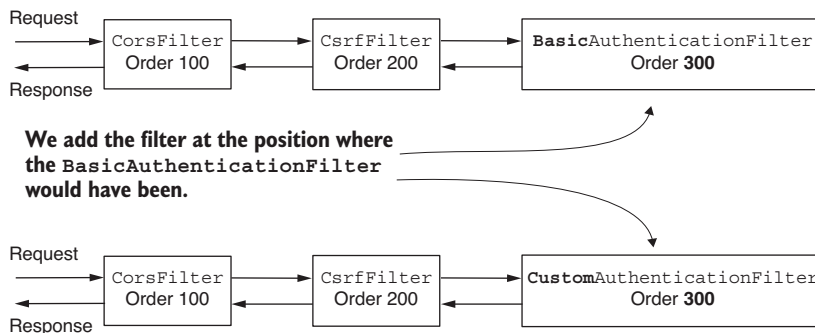 Request
CorsFilter
Order 100
CsrfFilter
Order 200
BasicAuthenticationFilter
Order 300
Response
We add the filter at the position where
the BasicAuthenticationFilter
would have been.
Request
CorsFilter
Order 100
CsrfFilter
Order 200
CustomAuthenticationFilter
Order 300
Response